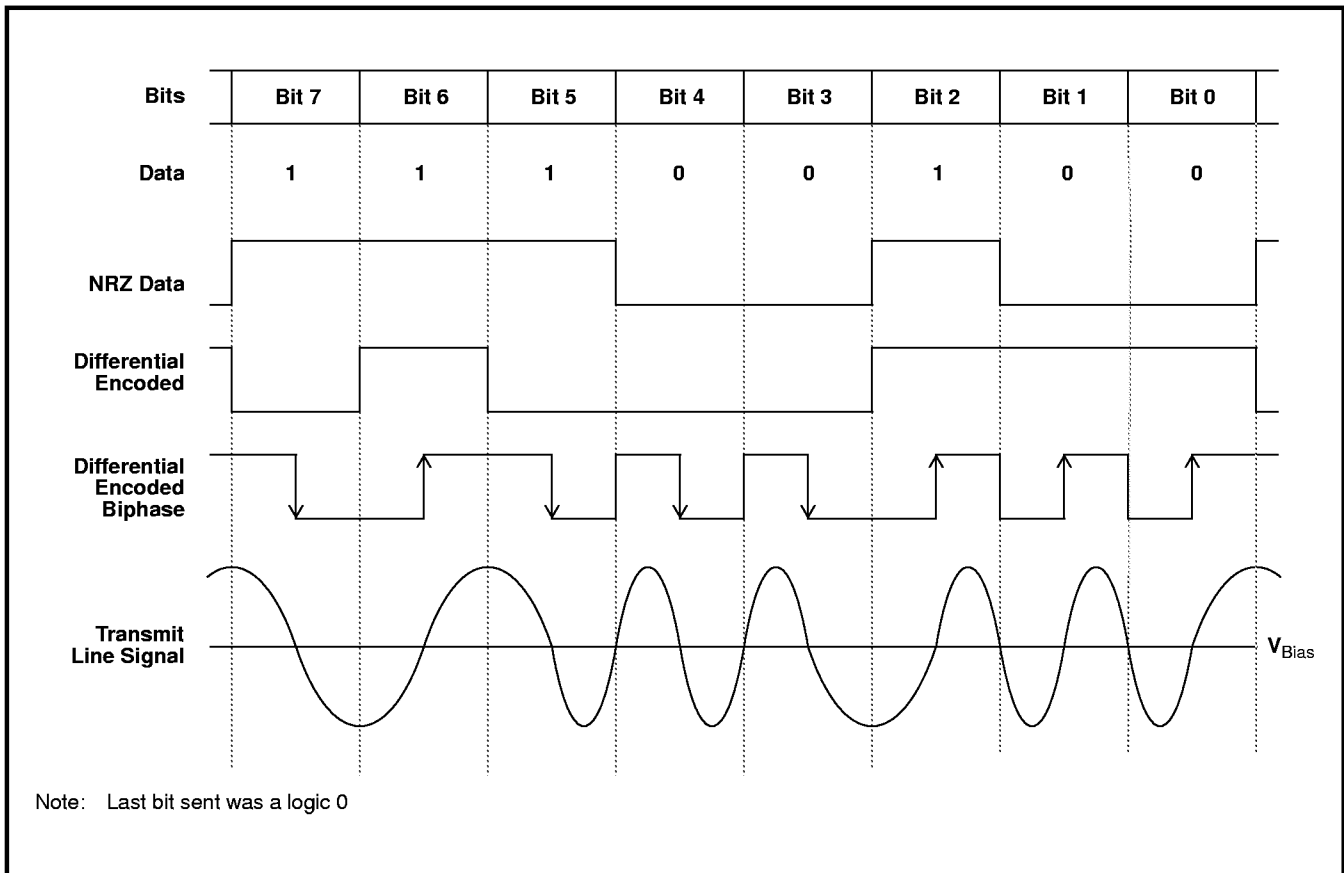 Bits Bit 7 Bit 6 Bit 5 Bit 4 Bit 3 Bit 2 Bit 1 Bit 0
Data 1 1 1 0 0 1 0 0
NRZ Data
Differential
Encoded
Differential
Encoded
Biphase
Transmit
Line Signal
VBias
Note: Last bit sent was a logic 0